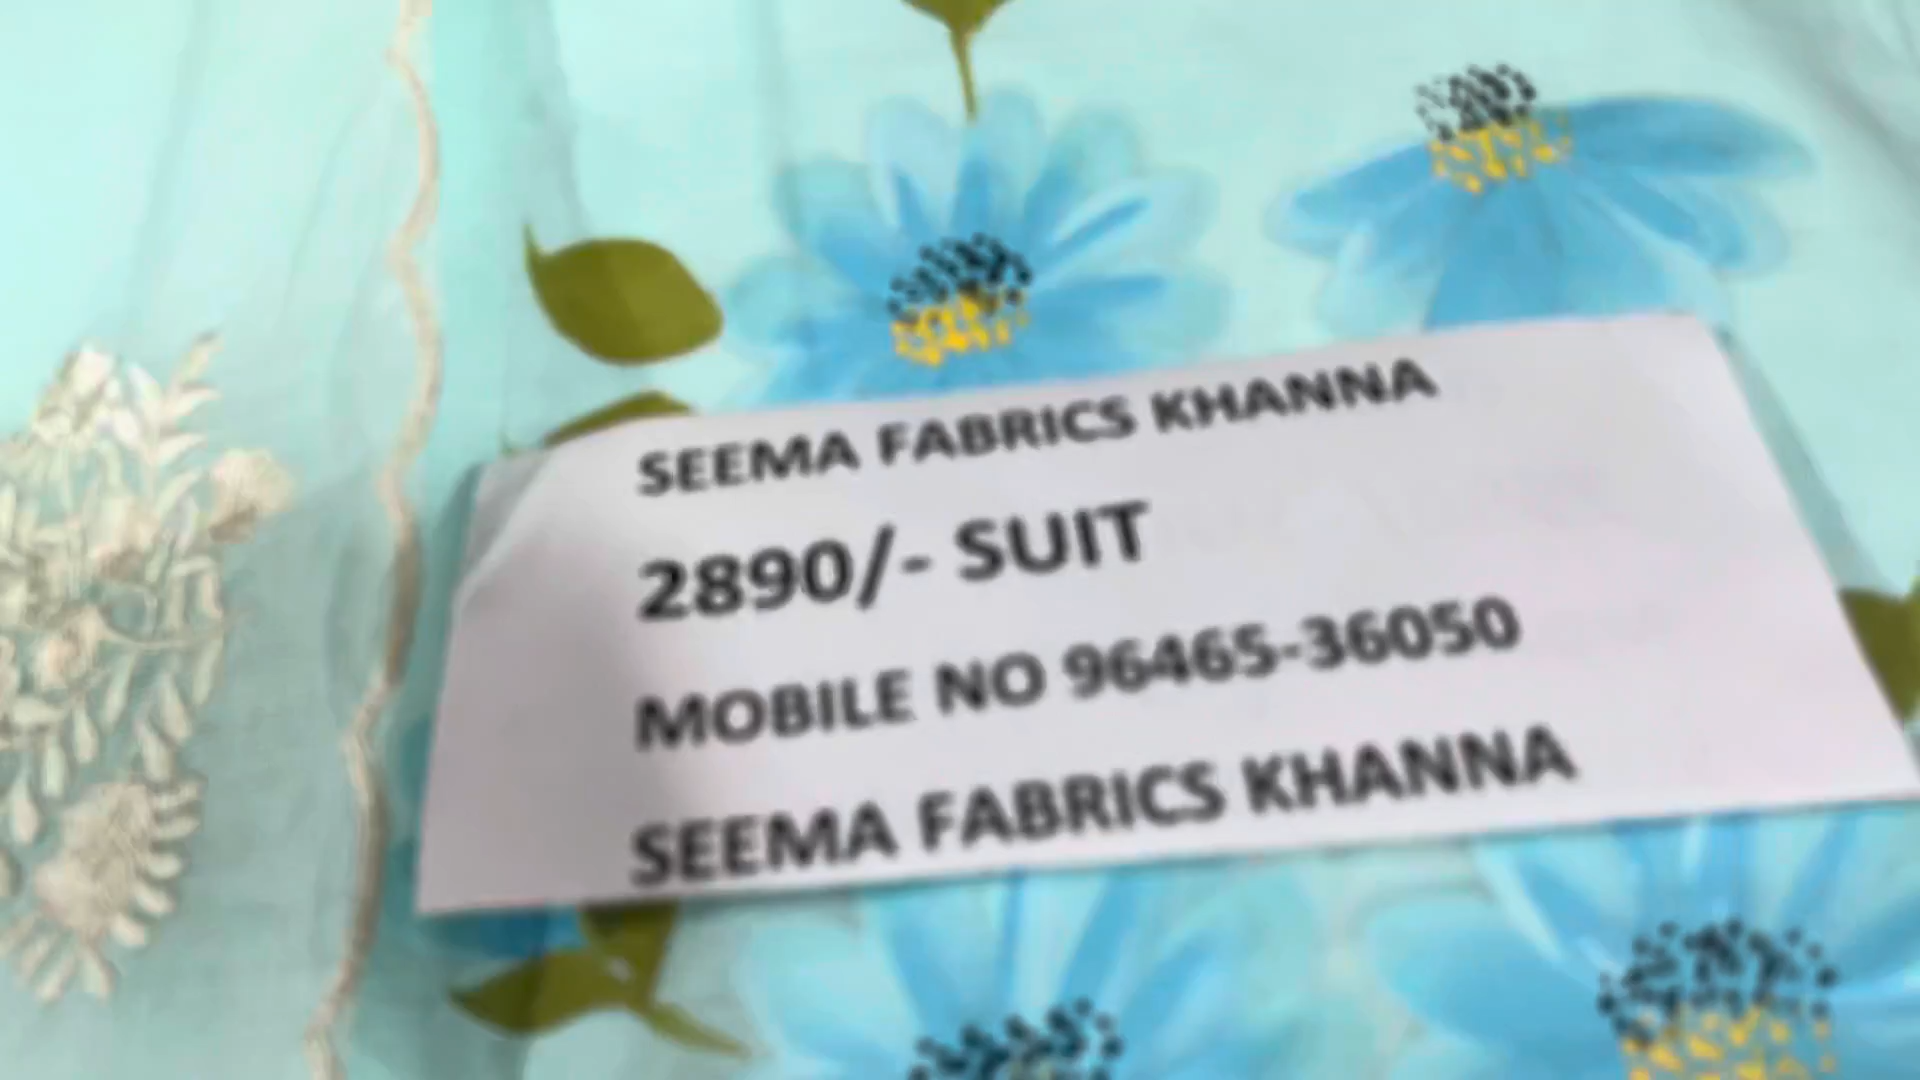 SEEMA FABRICS KHANNA
2890/- SUIT
MOBILE NO 96465-36050
SEEMA FABRICS KHANNA